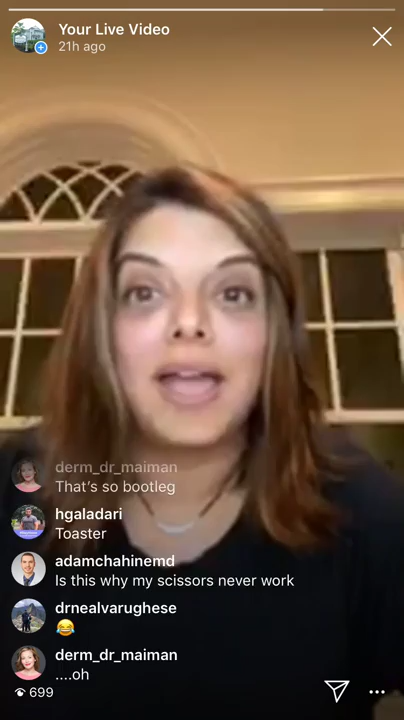 Your Live Video
21h ago
derm_dr_maiman
That's so bootleg
hgaladari
Toaster
adamchahinemd
Is this why my scissors never work
drnealvarughese
😂
derm_dr_maiman
....oh
699